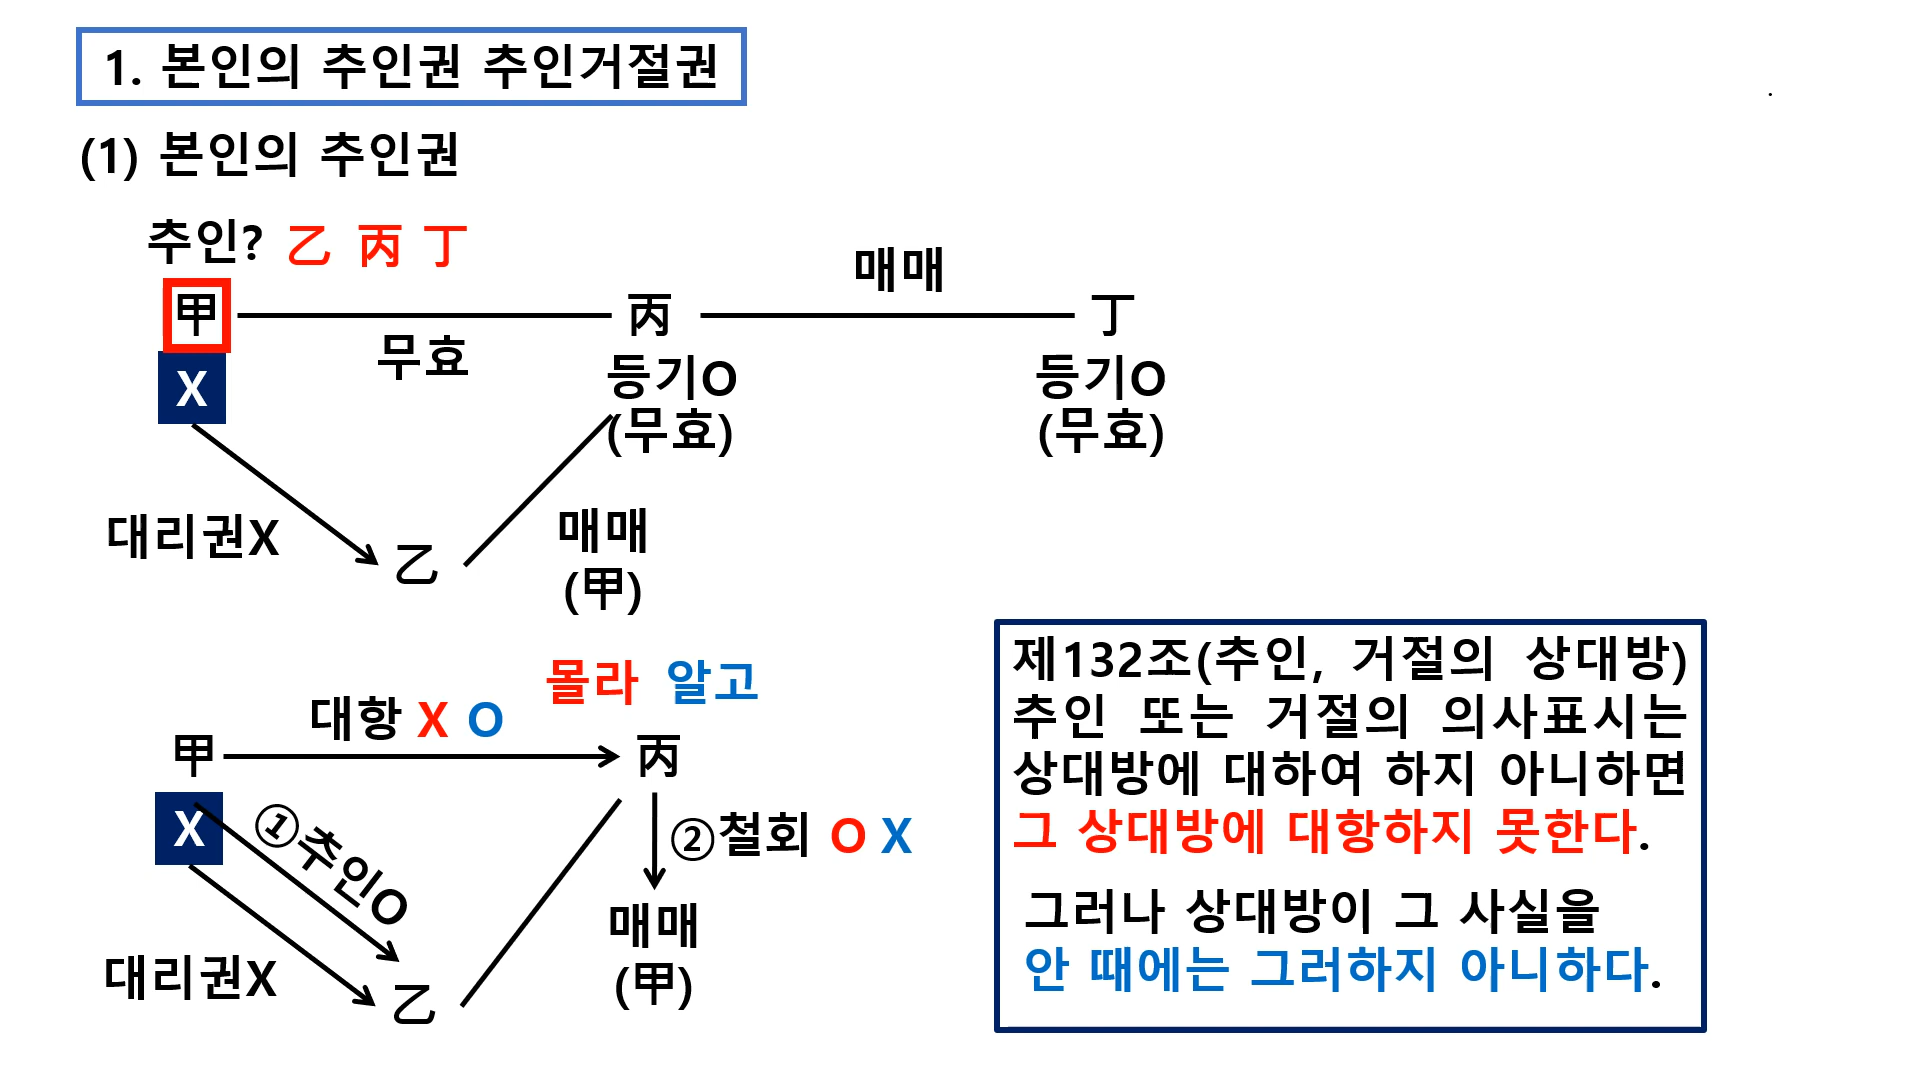 1. 본인의 추인권 추인거절권
(1) 본인의 추인권
추인? 乙 丙 丁
매매
甲 丙 丁
무효
X
등기O 등기O
(무효) (무효)
대리권X
매매
乙
(甲)
몰라 알고
대항 X O
甲 丙
X
①추인O
②철회 O X
매매
(甲)
대리권X
乙
제132조(추인, 거절의 상대방)
추인 또는 거절의 의사표시는
상대방에 대하여 하지 아니하면
그 상대방에 대항하지 못한다.
그러나 상대방이 그 사실을
안 때에는 그러하지 아니하다.